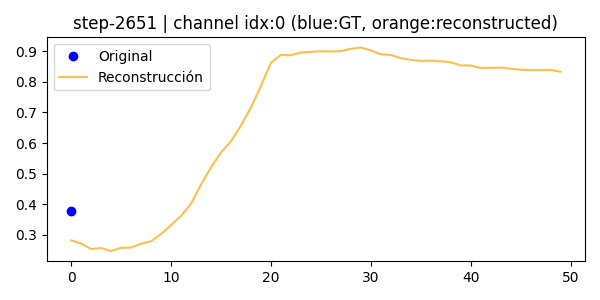 step-2651 | channel idx:0 (blue:GT, orange:reconstructed)
Original
Reconstrucción
0.9
0.8
0.7
0.6
0.5
0.4
0.3
0 10 20 30 40 50